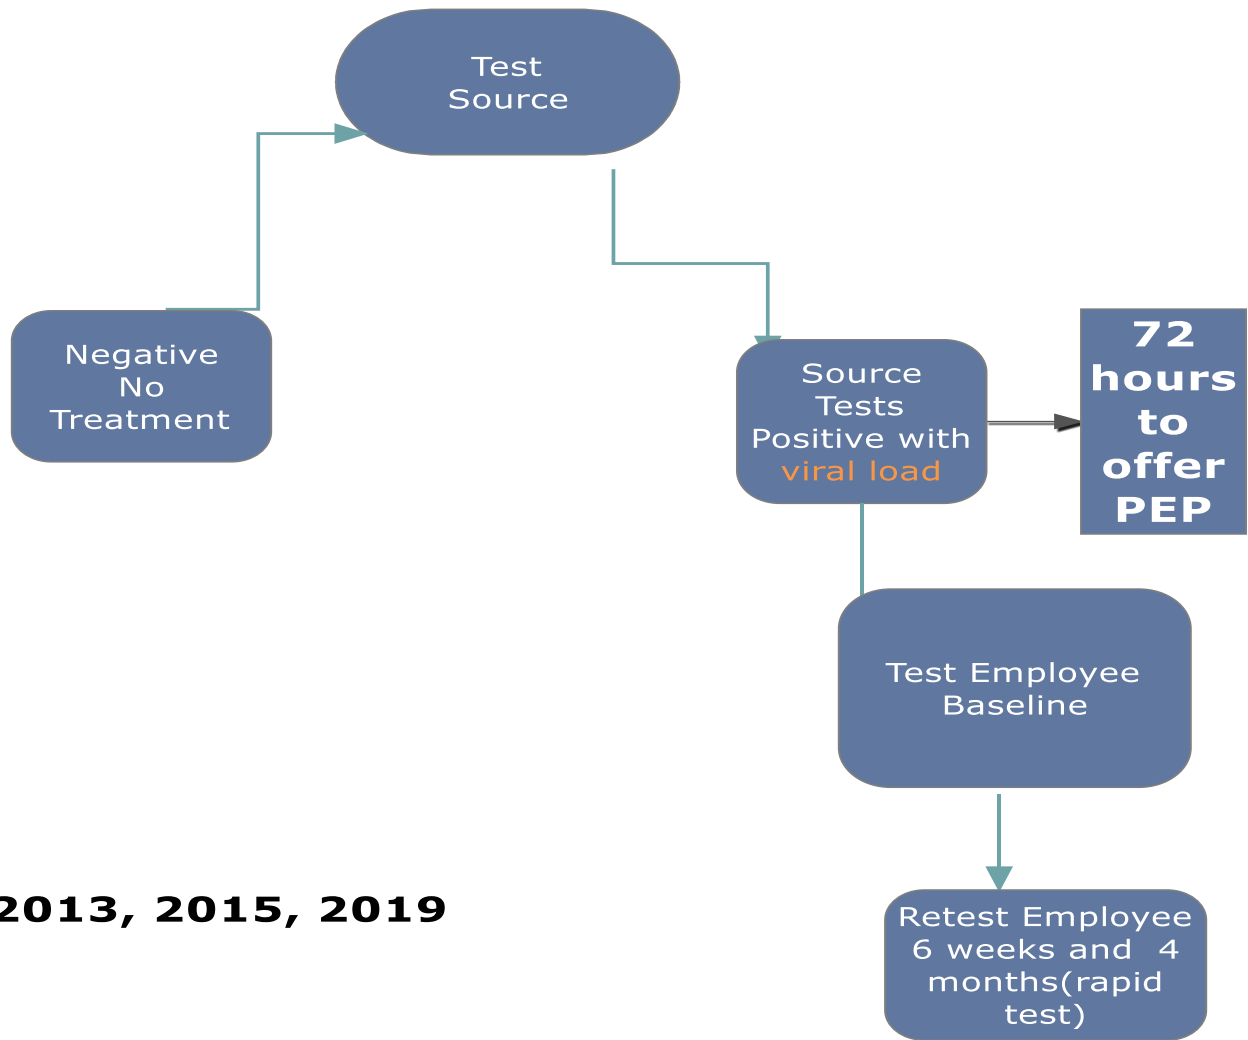 Test
Source
Negative
No
Treatment
Source
Tests
Positive with
viral load
72
hours
to
offer
PEP
Test Employee
Baseline
2013, 2015, 2019
Retest Employee
6 weeks and  4
months(rapid
test)